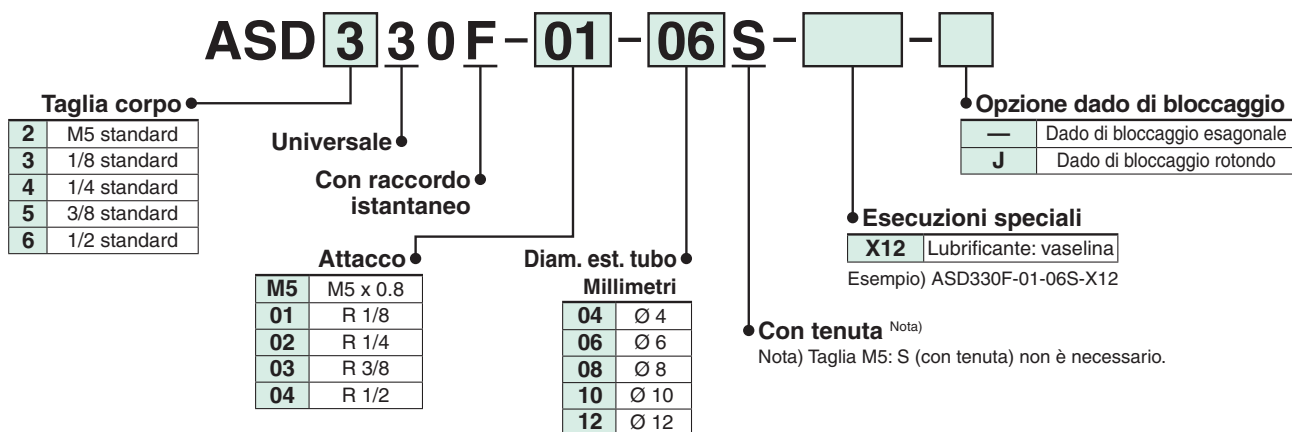 ASD 3 3 0 F - 01 - 06 S -
Taglia corpo
2 M5 standard
3 1/8 standard
4 1/4 standard
5 3/8 standard
6 1/2 standard
Universale
Con raccordo
istantaneo
Attacco
M5 M5 x 0.8
01 R 1/8
02 R 1/4
03 R 3/8
04 R 1/2
Diam. est. tubo
Millimetri
04 Ø 4
06 Ø 6
08 Ø 8
10 Ø 10
12 Ø 12
Con tenuta Nota)
Nota) Taglia M5: S (con tenuta) non è necessario.
Esecuzioni speciali
X12 Lubrificante: vaselina
Esempio) ASD330F-01-06S-X12
Opzione dado di bloccaggio
— Dado di bloccaggio esagonale
J Dado di bloccaggio rotondo